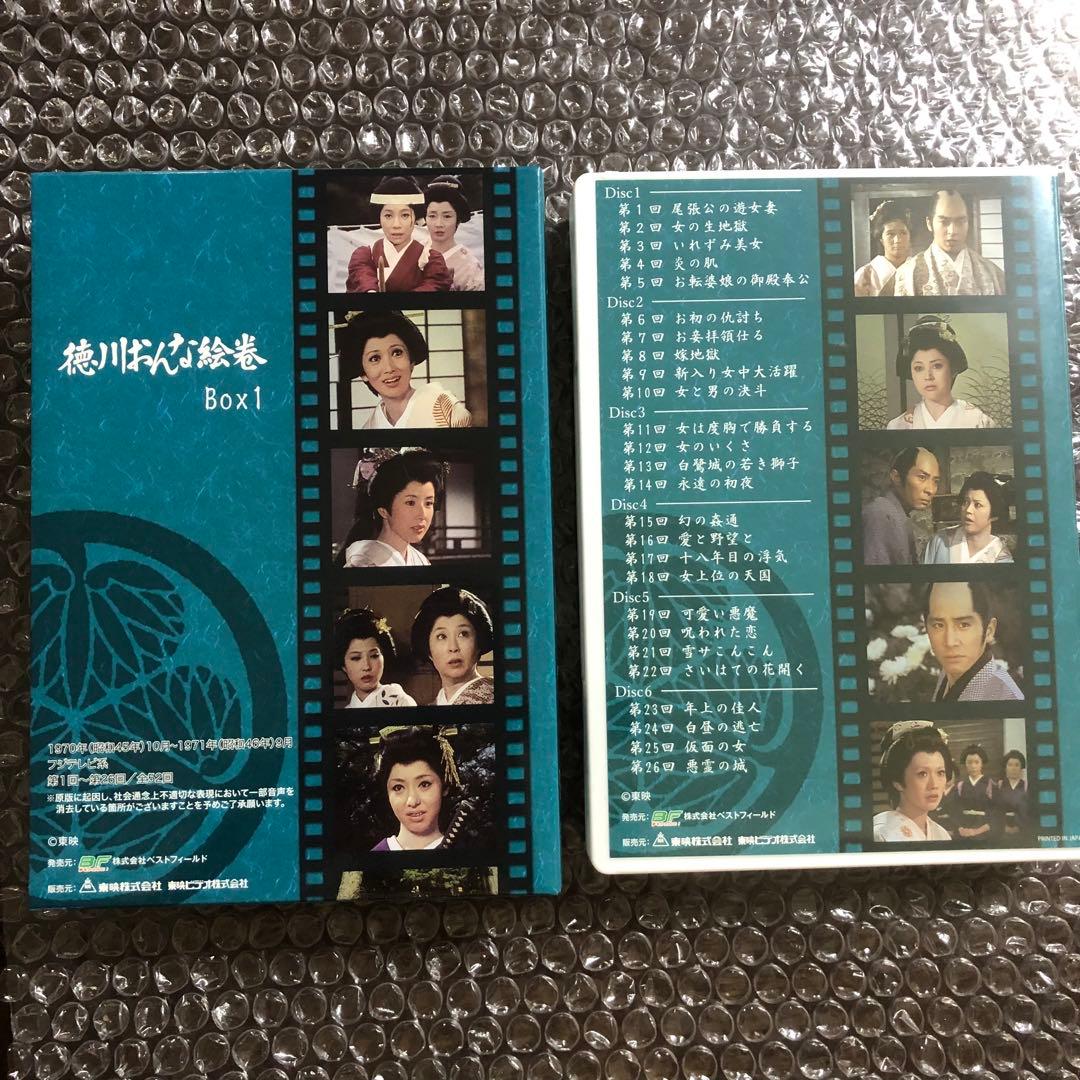 徳川おんな絵巻
Box1
1970年(昭和45年)10月~1971年(昭和46年)9月
フジテレビ系
第1回~第26回/全52回
※原版に起因し、社会通念上不適切な表現において一部音声を
消去している箇所がございますことを予めご了承願います。
©東映
発売元: BF 株式会社ベストフィールド
販売元: 東映株式会社 東映ビデオ株式会社
Disc1
第1回 尾張公の遊女妻
第2回 女の生地獄
第3回 いれずみ美女
第4回 炎の肌
第5回 お転婆娘の御殿奉公
Disc2
第6回 お初の仇討ち
第7回 お妾拝領仕る
第8回 嫁地獄
第9回 新入り女中大活躍
第10回 女と男の決斗
Disc3
第11回 女は度胸で勝負する
第12回 女のいくさ
第13回 白鷺城の若き獅子
第14回 永遠の初夜
Disc4
第15回 幻の姦通
第16回 愛と野望と
第17回 十八年目の浮気
第18回 女上位の天国
Disc5
第19回 可愛い悪魔
第20回 呪われた恋
第21回 雪サこんこん
第22回 さいはての花開く
Disc6
第23回 年上の佳人
第24回 白昼の逃亡
第25回 仮面の女
第26回 悪霊の城
©東映
発売元: BF 株式会社ベストフィールド
販売元: 東映株式会社 東映ビデオ株式会社
PRINTED IN JAPA